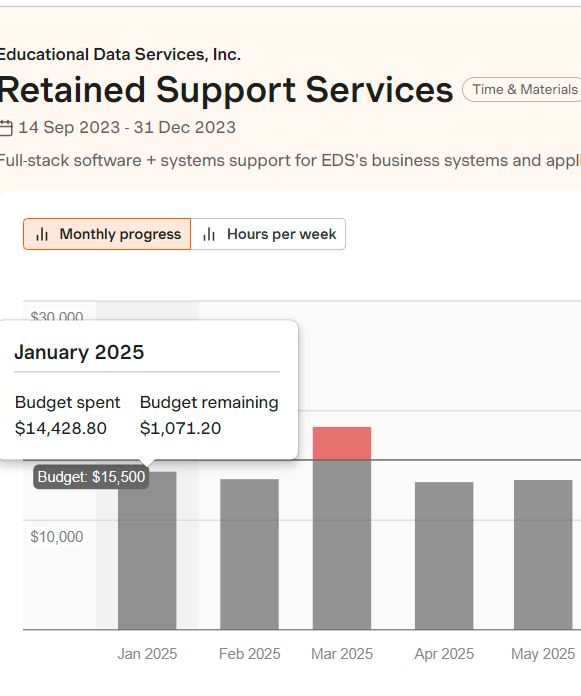 Educational Data Services, Inc.
Retained Support Services Time & Materials
14 Sep 2023 - 31 Dec 2023
Full-stack software + systems support for EDS's business systems and appli
Monthly progress Hours per week
$30,000
January 2025
Budget spent Budget remaining
$14,428.80 $1,071.20
Budget: $15,500
$10,000
Jan 2025 Feb 2025 Mar 2025 Apr 2025 May 2025